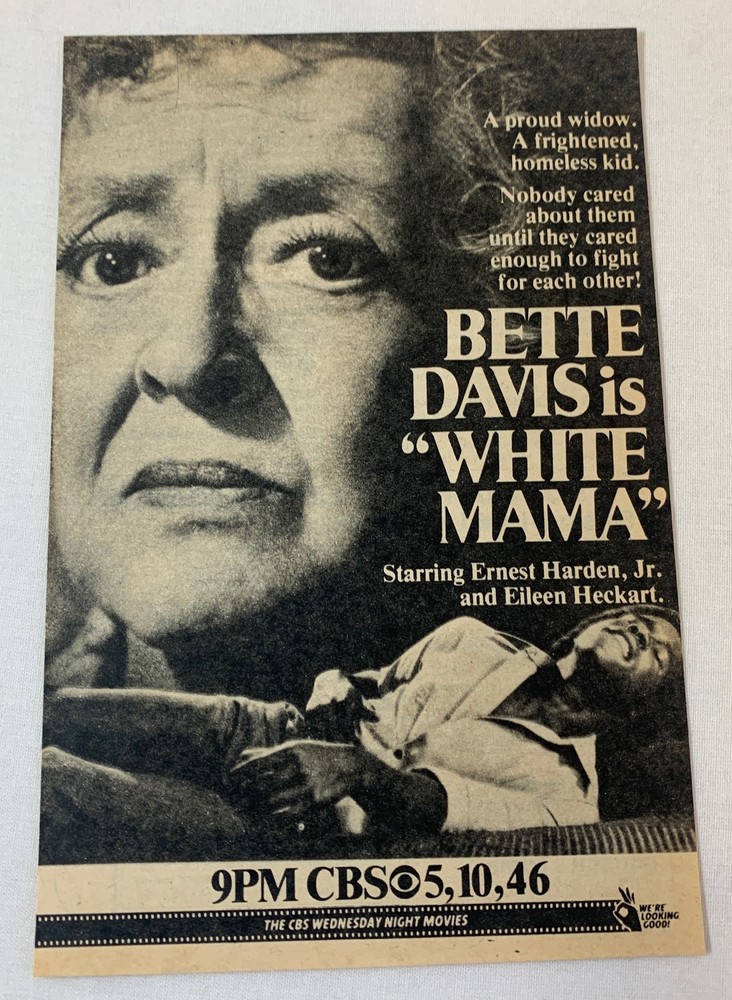 A proud widow.
A frightened,
homeless kid.
Nobody cared
about them
until they cared
enough to fight
for each other!
BETTE
DAVIS is
“WHITE
MAMA”
Starring Ernest Harden, Jr.
and Eileen Heckart.
9PM CBS 5, 10, 46
THE CBS WEDNESDAY NIGHT MOVIES
WE'RE
LOOKING
GOOD!